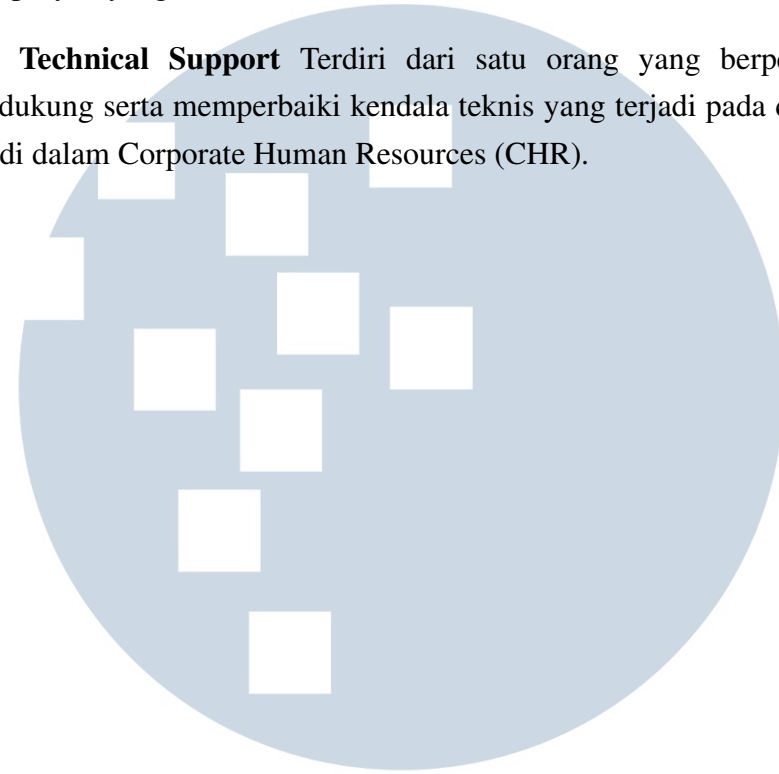 Technical Support Terdiri dari satu orang yang
dukung serta memperbaiki kendala teknis yang terjadi pada
di dalam Corporate Human Resources (CHR).